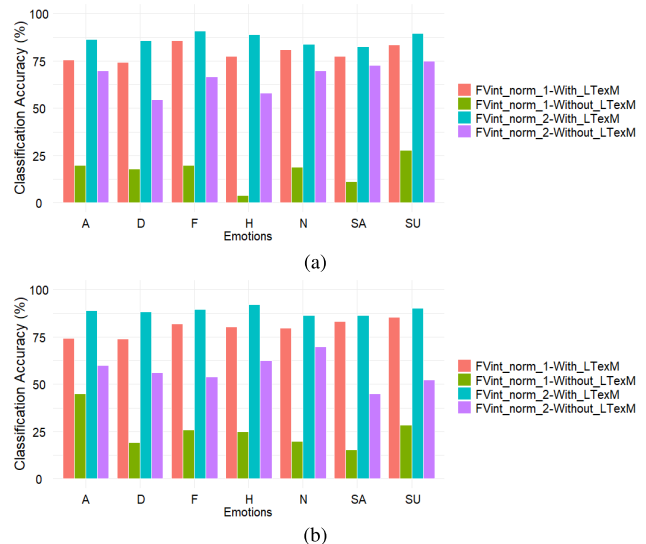 100
75
50
25
0
Classification Accuracy (%)
A D F H N SA SU
Emotions
FVint_norm_1-With_LTexM
FVint_norm_1-Without_LTexM
FVint_norm_2-With_LTexM
FVint_norm_2-Without_LTexM
(a)
100
75
50
25
0
Classification Accuracy (%)
A D F H N SA SU
Emotions
FVint_norm_1-With_LTexM
FVint_norm_1-Without_LTexM
FVint_norm_2-With_LTexM
FVint_norm_2-Without_LTexM
(b)